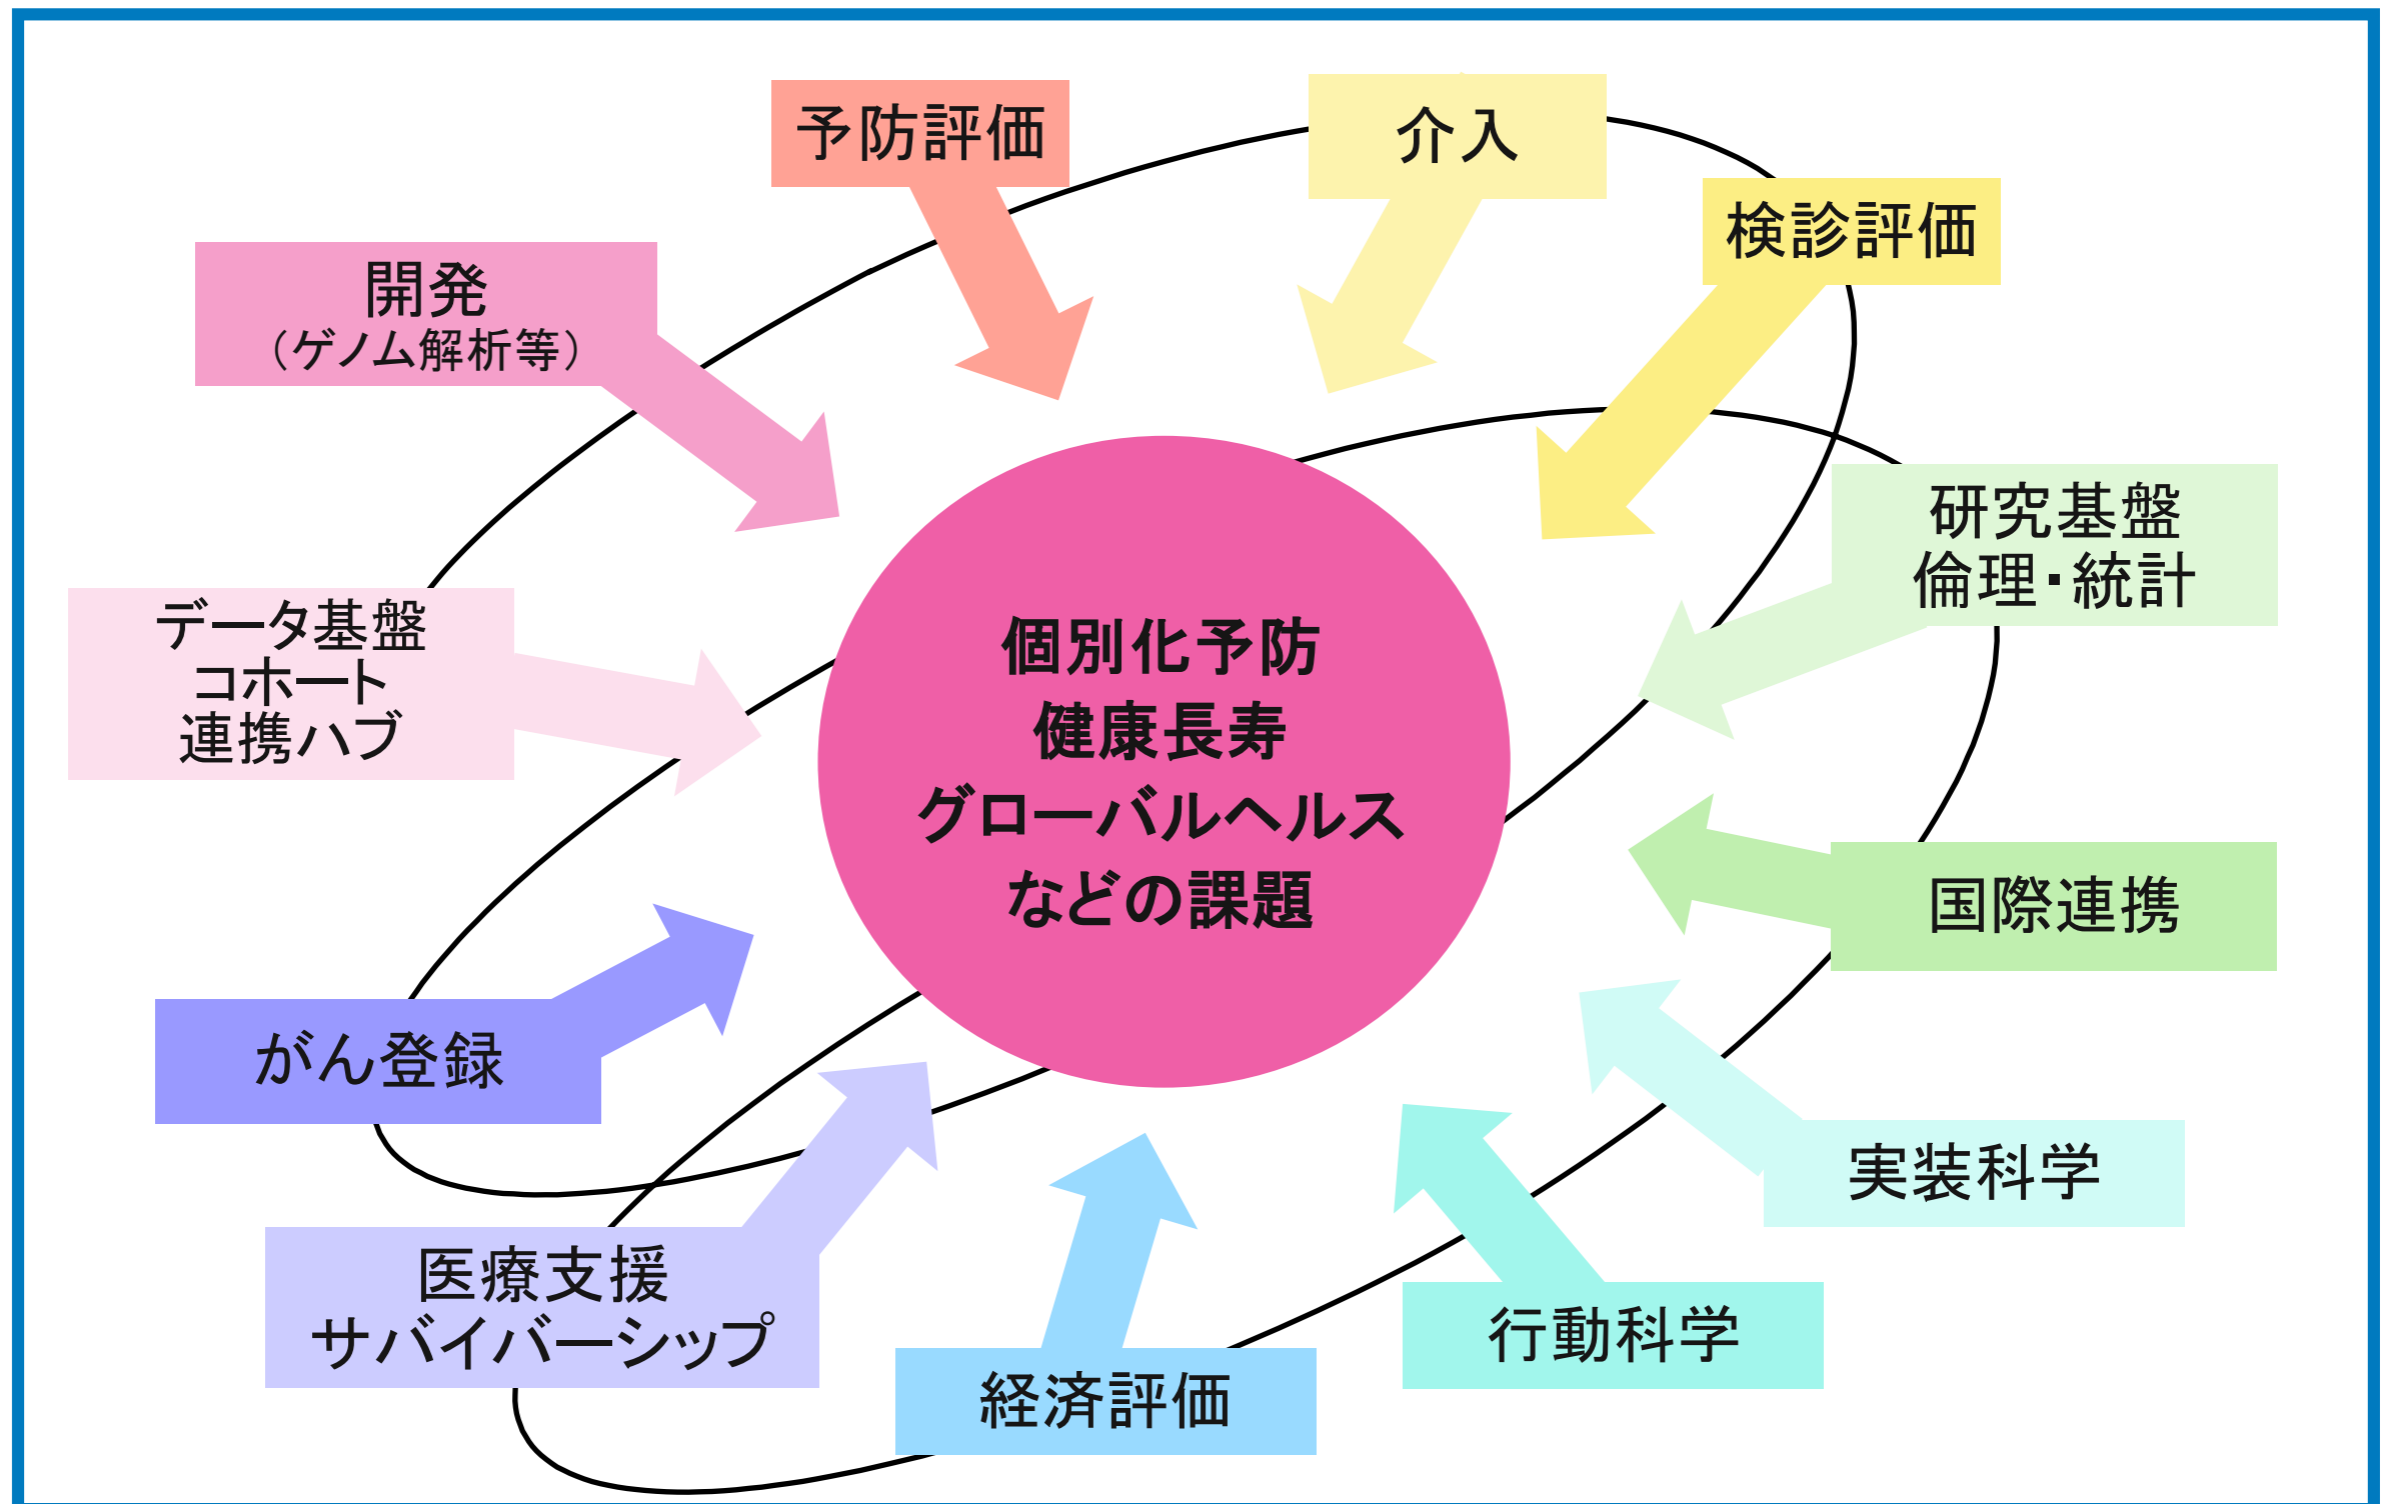 予防評価
介入
検診評価
開発
（ゲノム解析等）
研究基盤
倫理・統計
データ基盤
コホート
連携ハブ
個別化予防
健康長寿
グローバルヘルス
などの課題
国際連携
がん登録
実装科学
医療支援
サバイバーシップ
行動科学
経済評価